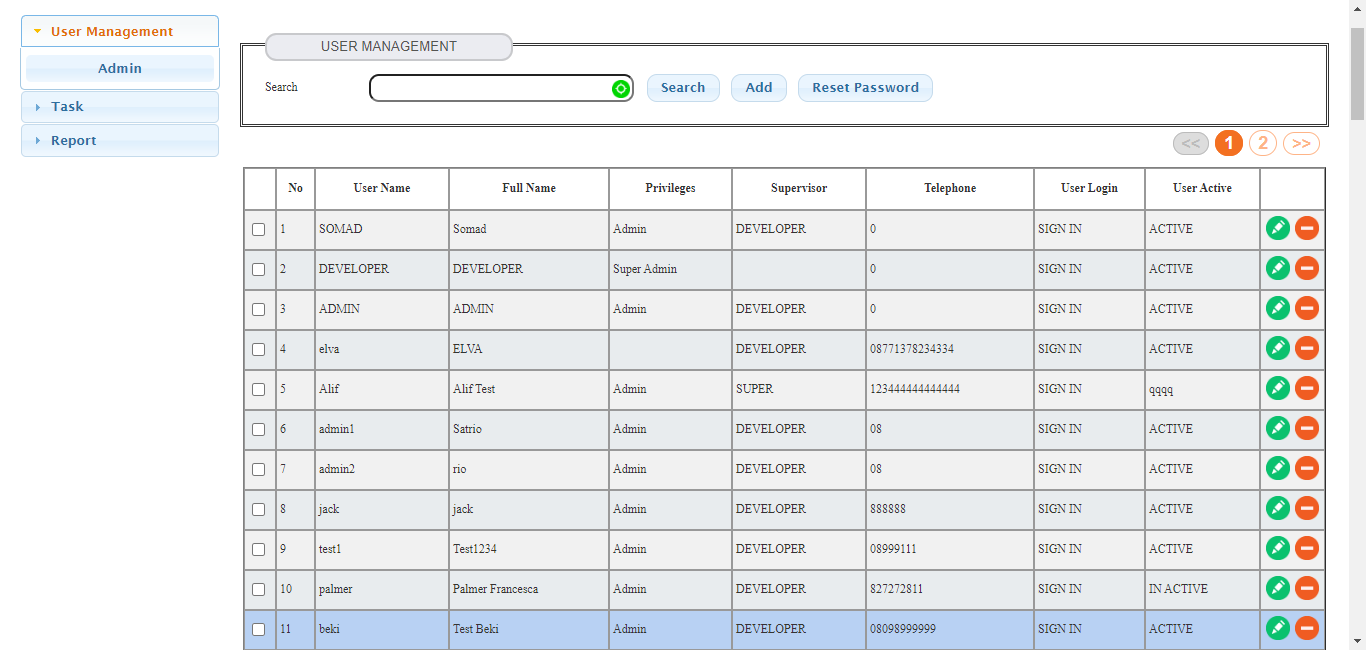 User Management
Admin
Task
Report
USER MANAGEMENT
Search Search Add Reset Password
<< 1 2 >>
No User Name Full Name Privileges Supervisor Telephone User Login User Active
1 SOMAD Somad Admin DEVELOPER 0 SIGN IN ACTIVE
2 DEVELOPER DEVELOPER Super Admin 0 SIGN IN ACTIVE
3 ADMIN ADMIN Admin DEVELOPER 0 SIGN IN ACTIVE
4 elva ELVA DEVELOPER 08771378234334 SIGN IN ACTIVE
5 Alif Alif Test Admin SUPER 123444444444444 SIGN IN qqqq
6 admin1 Satrio Admin DEVELOPER 08 SIGN IN ACTIVE
7 admin2 rio Admin DEVELOPER 08 SIGN IN ACTIVE
8 jack jack Admin DEVELOPER 888888 SIGN IN ACTIVE
9 test1 Test1234 Admin DEVELOPER 08999111 SIGN IN ACTIVE
10 palmer Palmer Francesca Admin DEVELOPER 827272811 SIGN IN IN ACTIVE
11 beki Test Beki Admin DEVELOPER 08098999999 SIGN IN ACTIVE